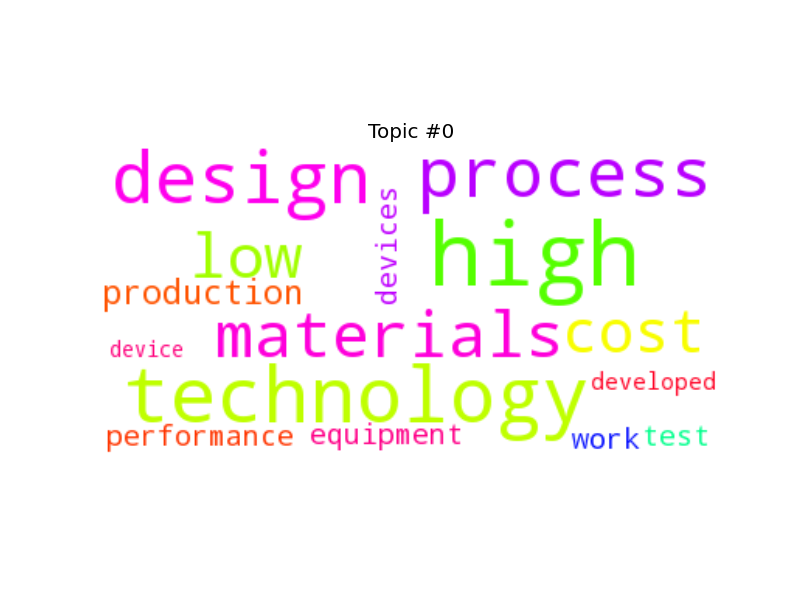 Topic #0
design
process
devices
low
high
production
materials
cost
device
technology
developed
performance
equipment
work
test